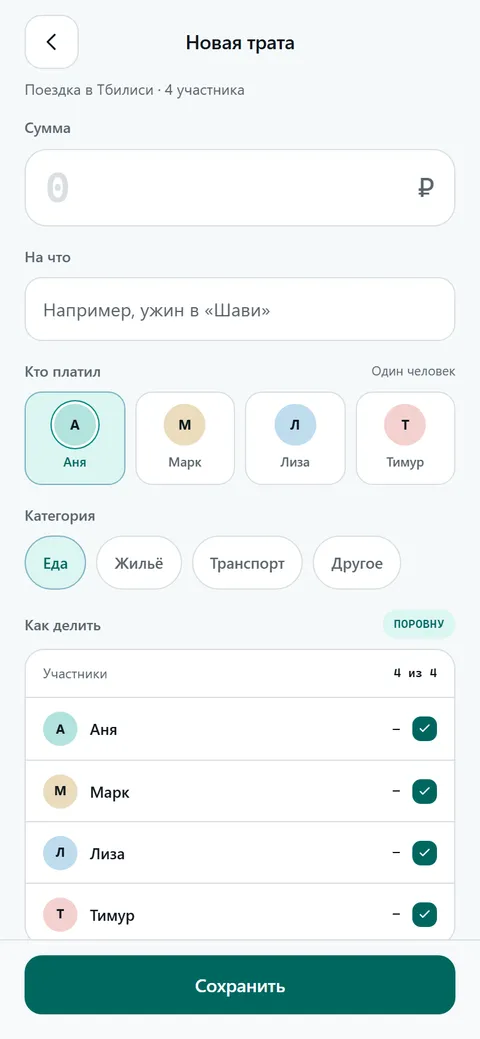 Новая трата
Поездка в Тбилиси · 4 участника
Сумма
0 ₽
На что
Например, ужин в «Шави»
Кто платил Один человек
А М Л Т
Аня Марк Лиза Тимур
Категория
Еда Жильё Транспорт Другое
Как делить ПОРОВНУ
Участники 4 из 4
А Аня –
М Марк –
Л Лиза –
Т Тимур –
Сохранить